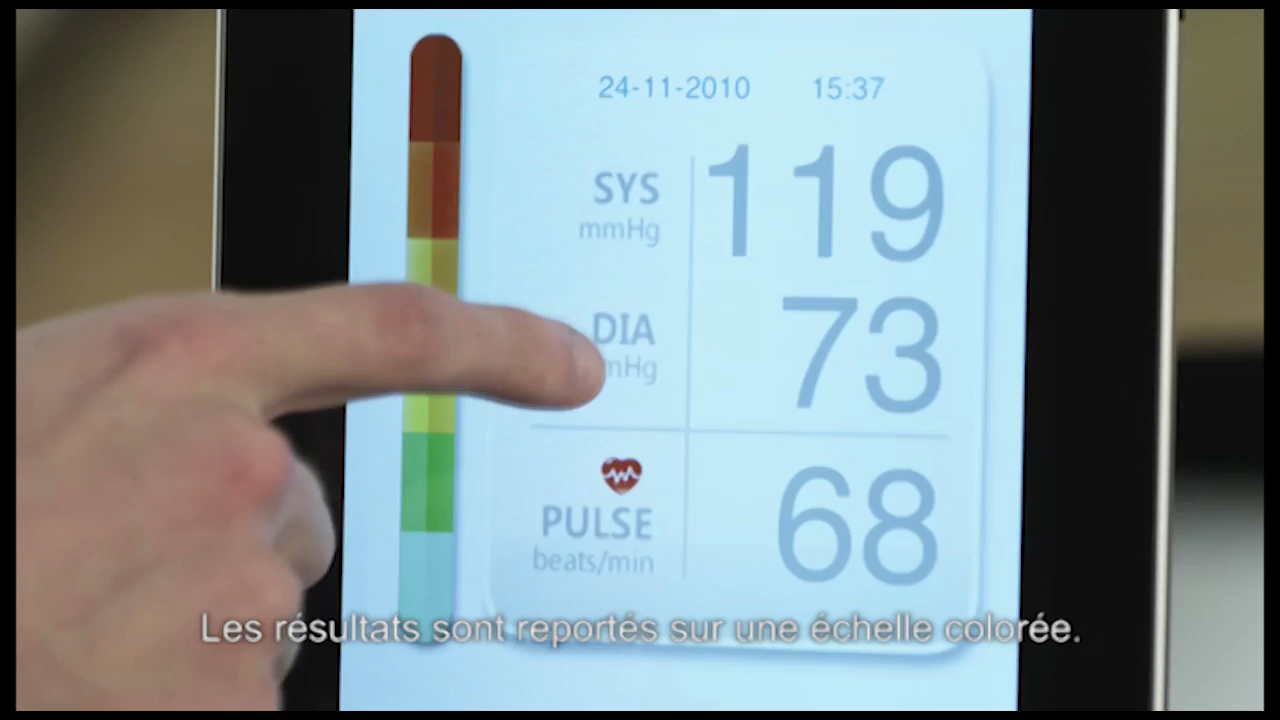 24-11-2010 15:37
SYS 119
mmHg
DIA 73
mHg
PULSE 68
beats/min
Les résultats sont reportés sur une échelle colorée.